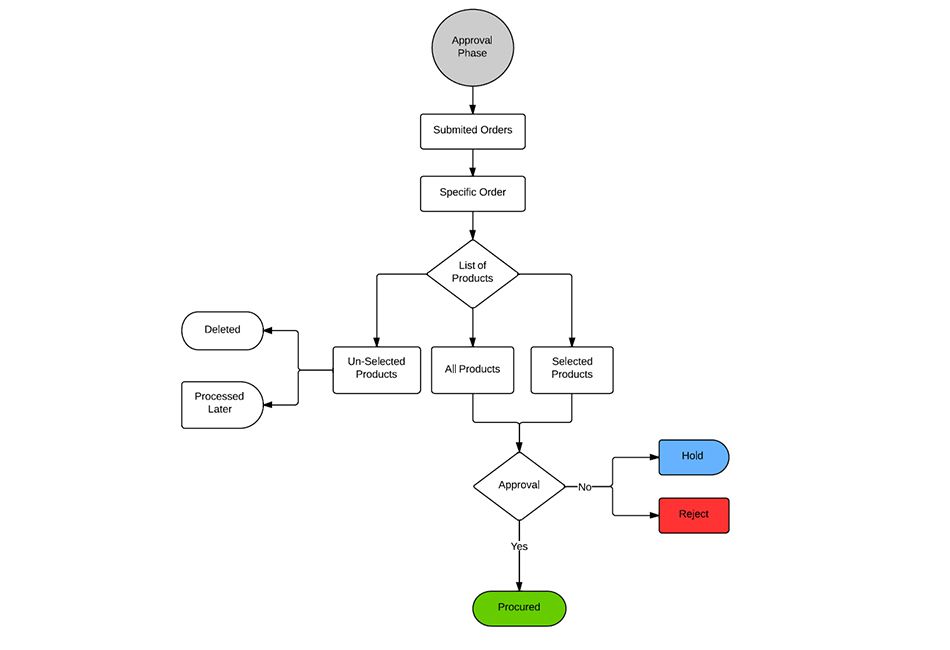 Approval
Phase
Submited Orders
Specific Order
List of
Products
Deleted
Un-Selected
Products
All Products
Selected
Products
Processed
Later
Hold
Approval
No
Reject
Yes
Procured